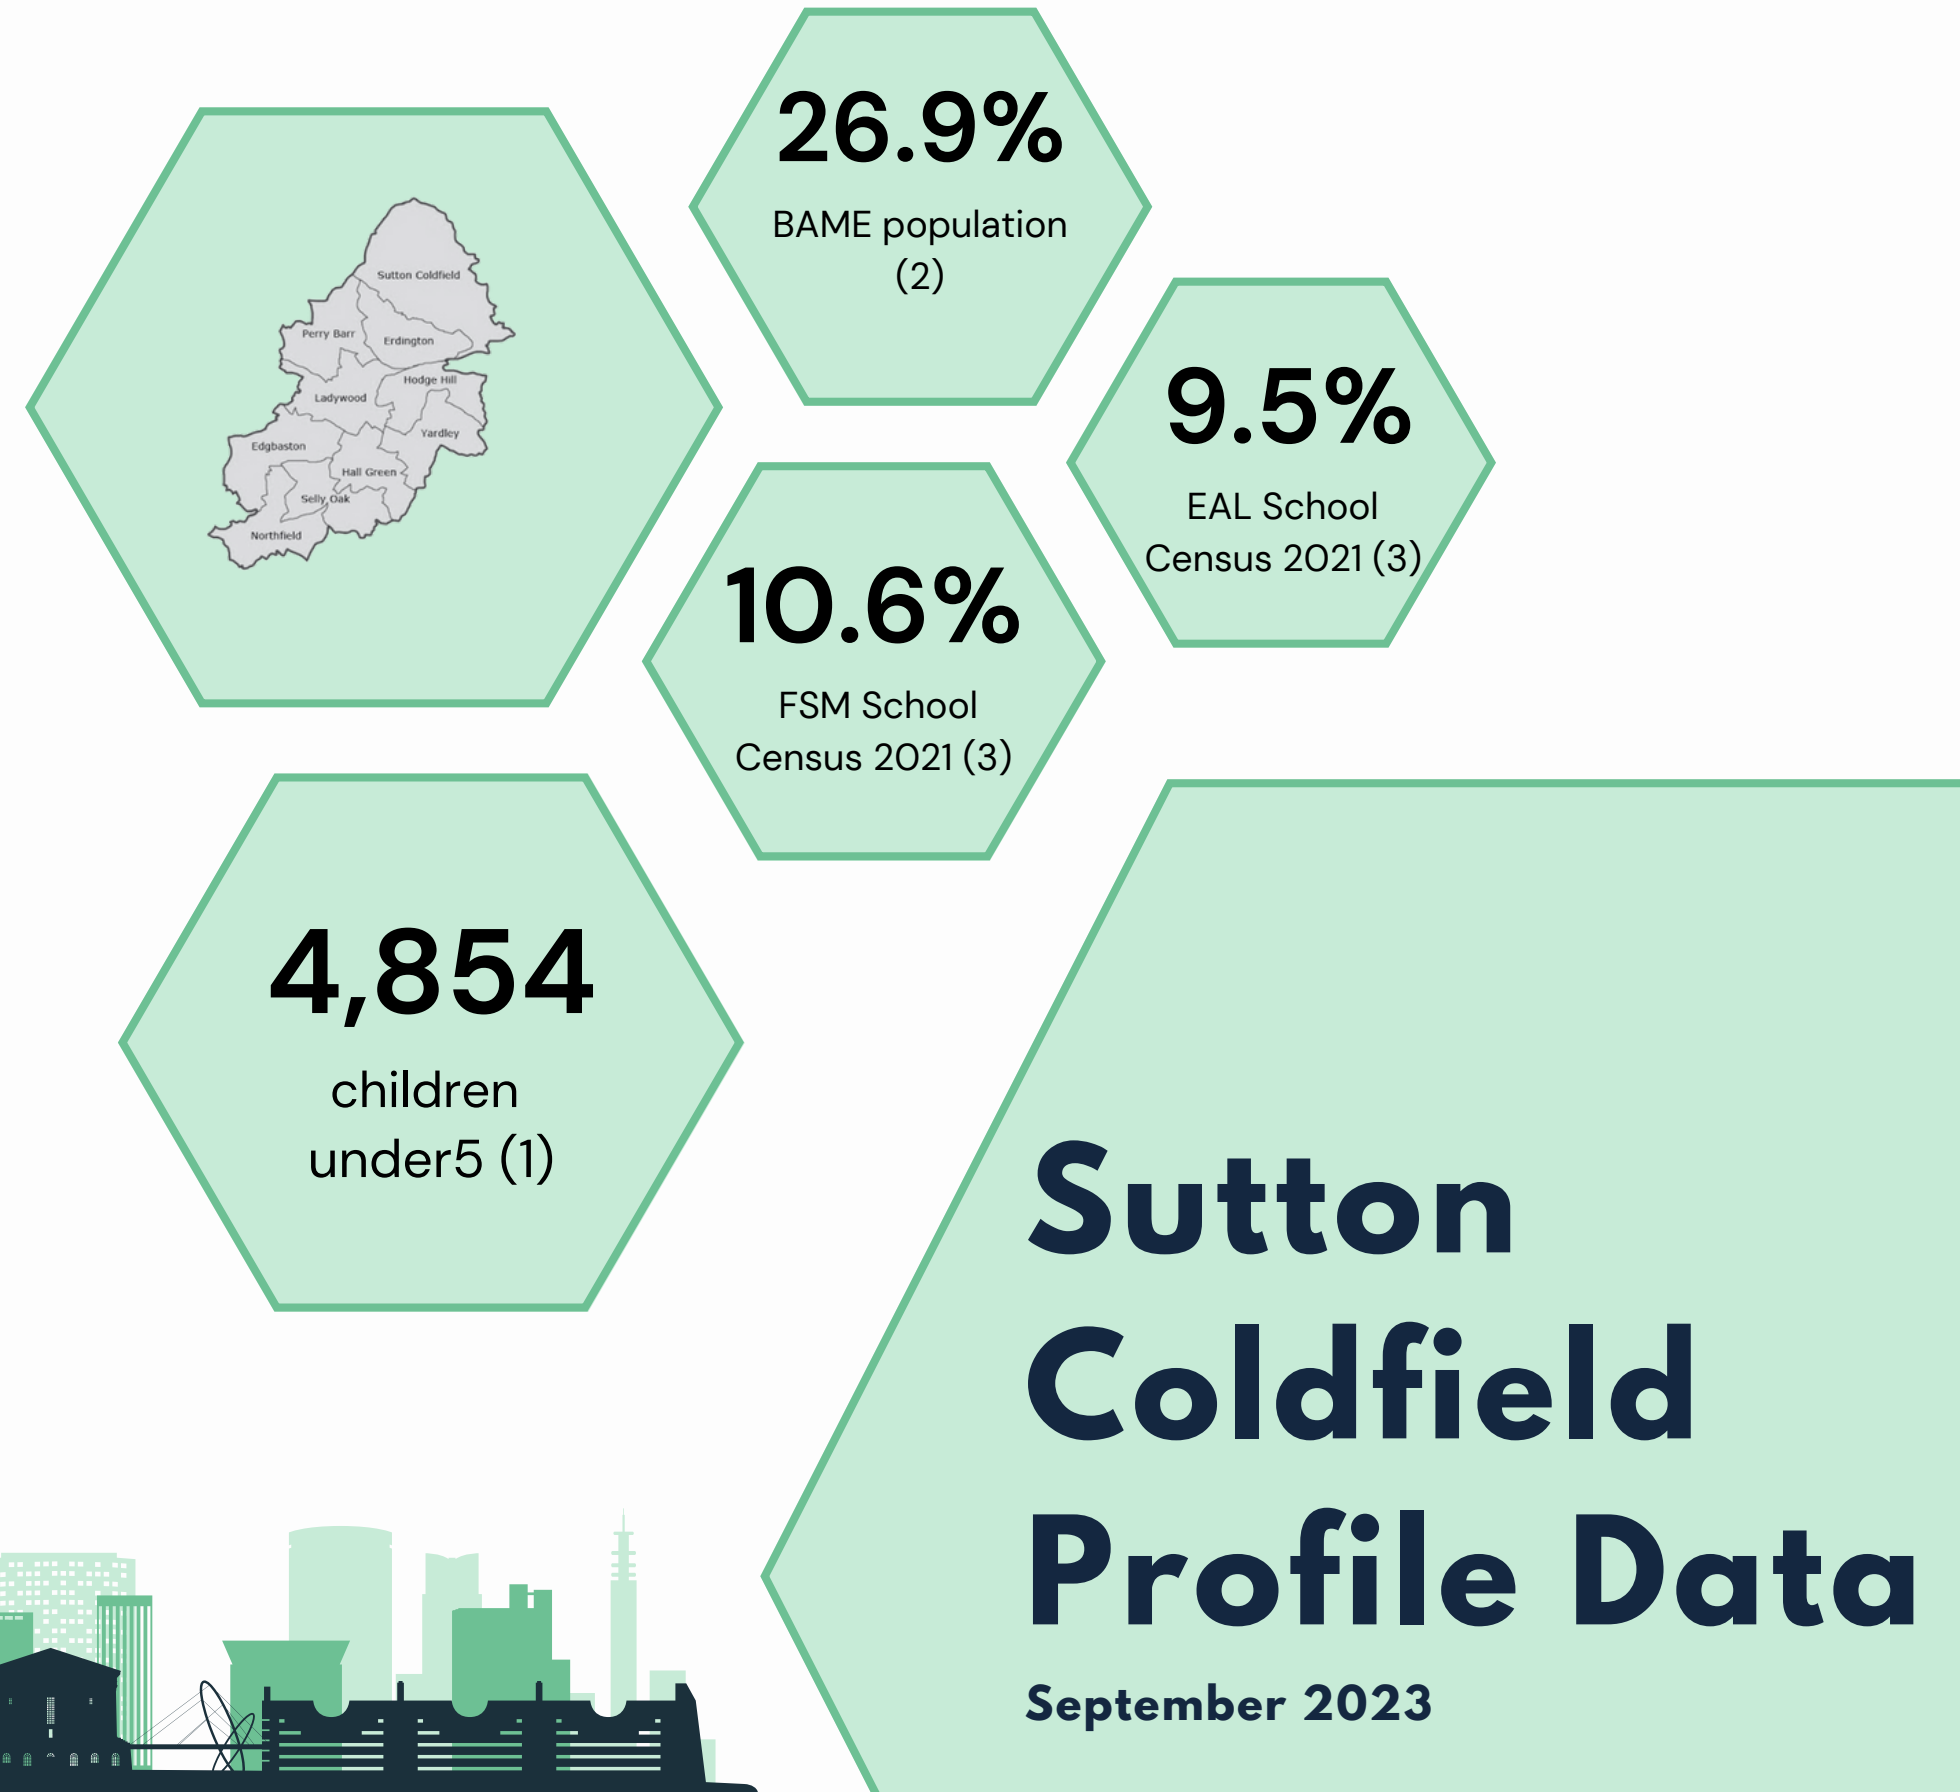 26.9%
BAME population
(2)
Sutton Coldfield
Perry Barr
Erdington
Hodge Hill
Ladywood
Yardley
Edgbaston
Hall Green
Selly Oak
Northfield
9.5%
EAL School
Census 2021 (3)
10.6%
FSM School
Census 2021 (3)
4,854
children
under5 (1)
Sutton
Coldfield
Profile Data
September 2023